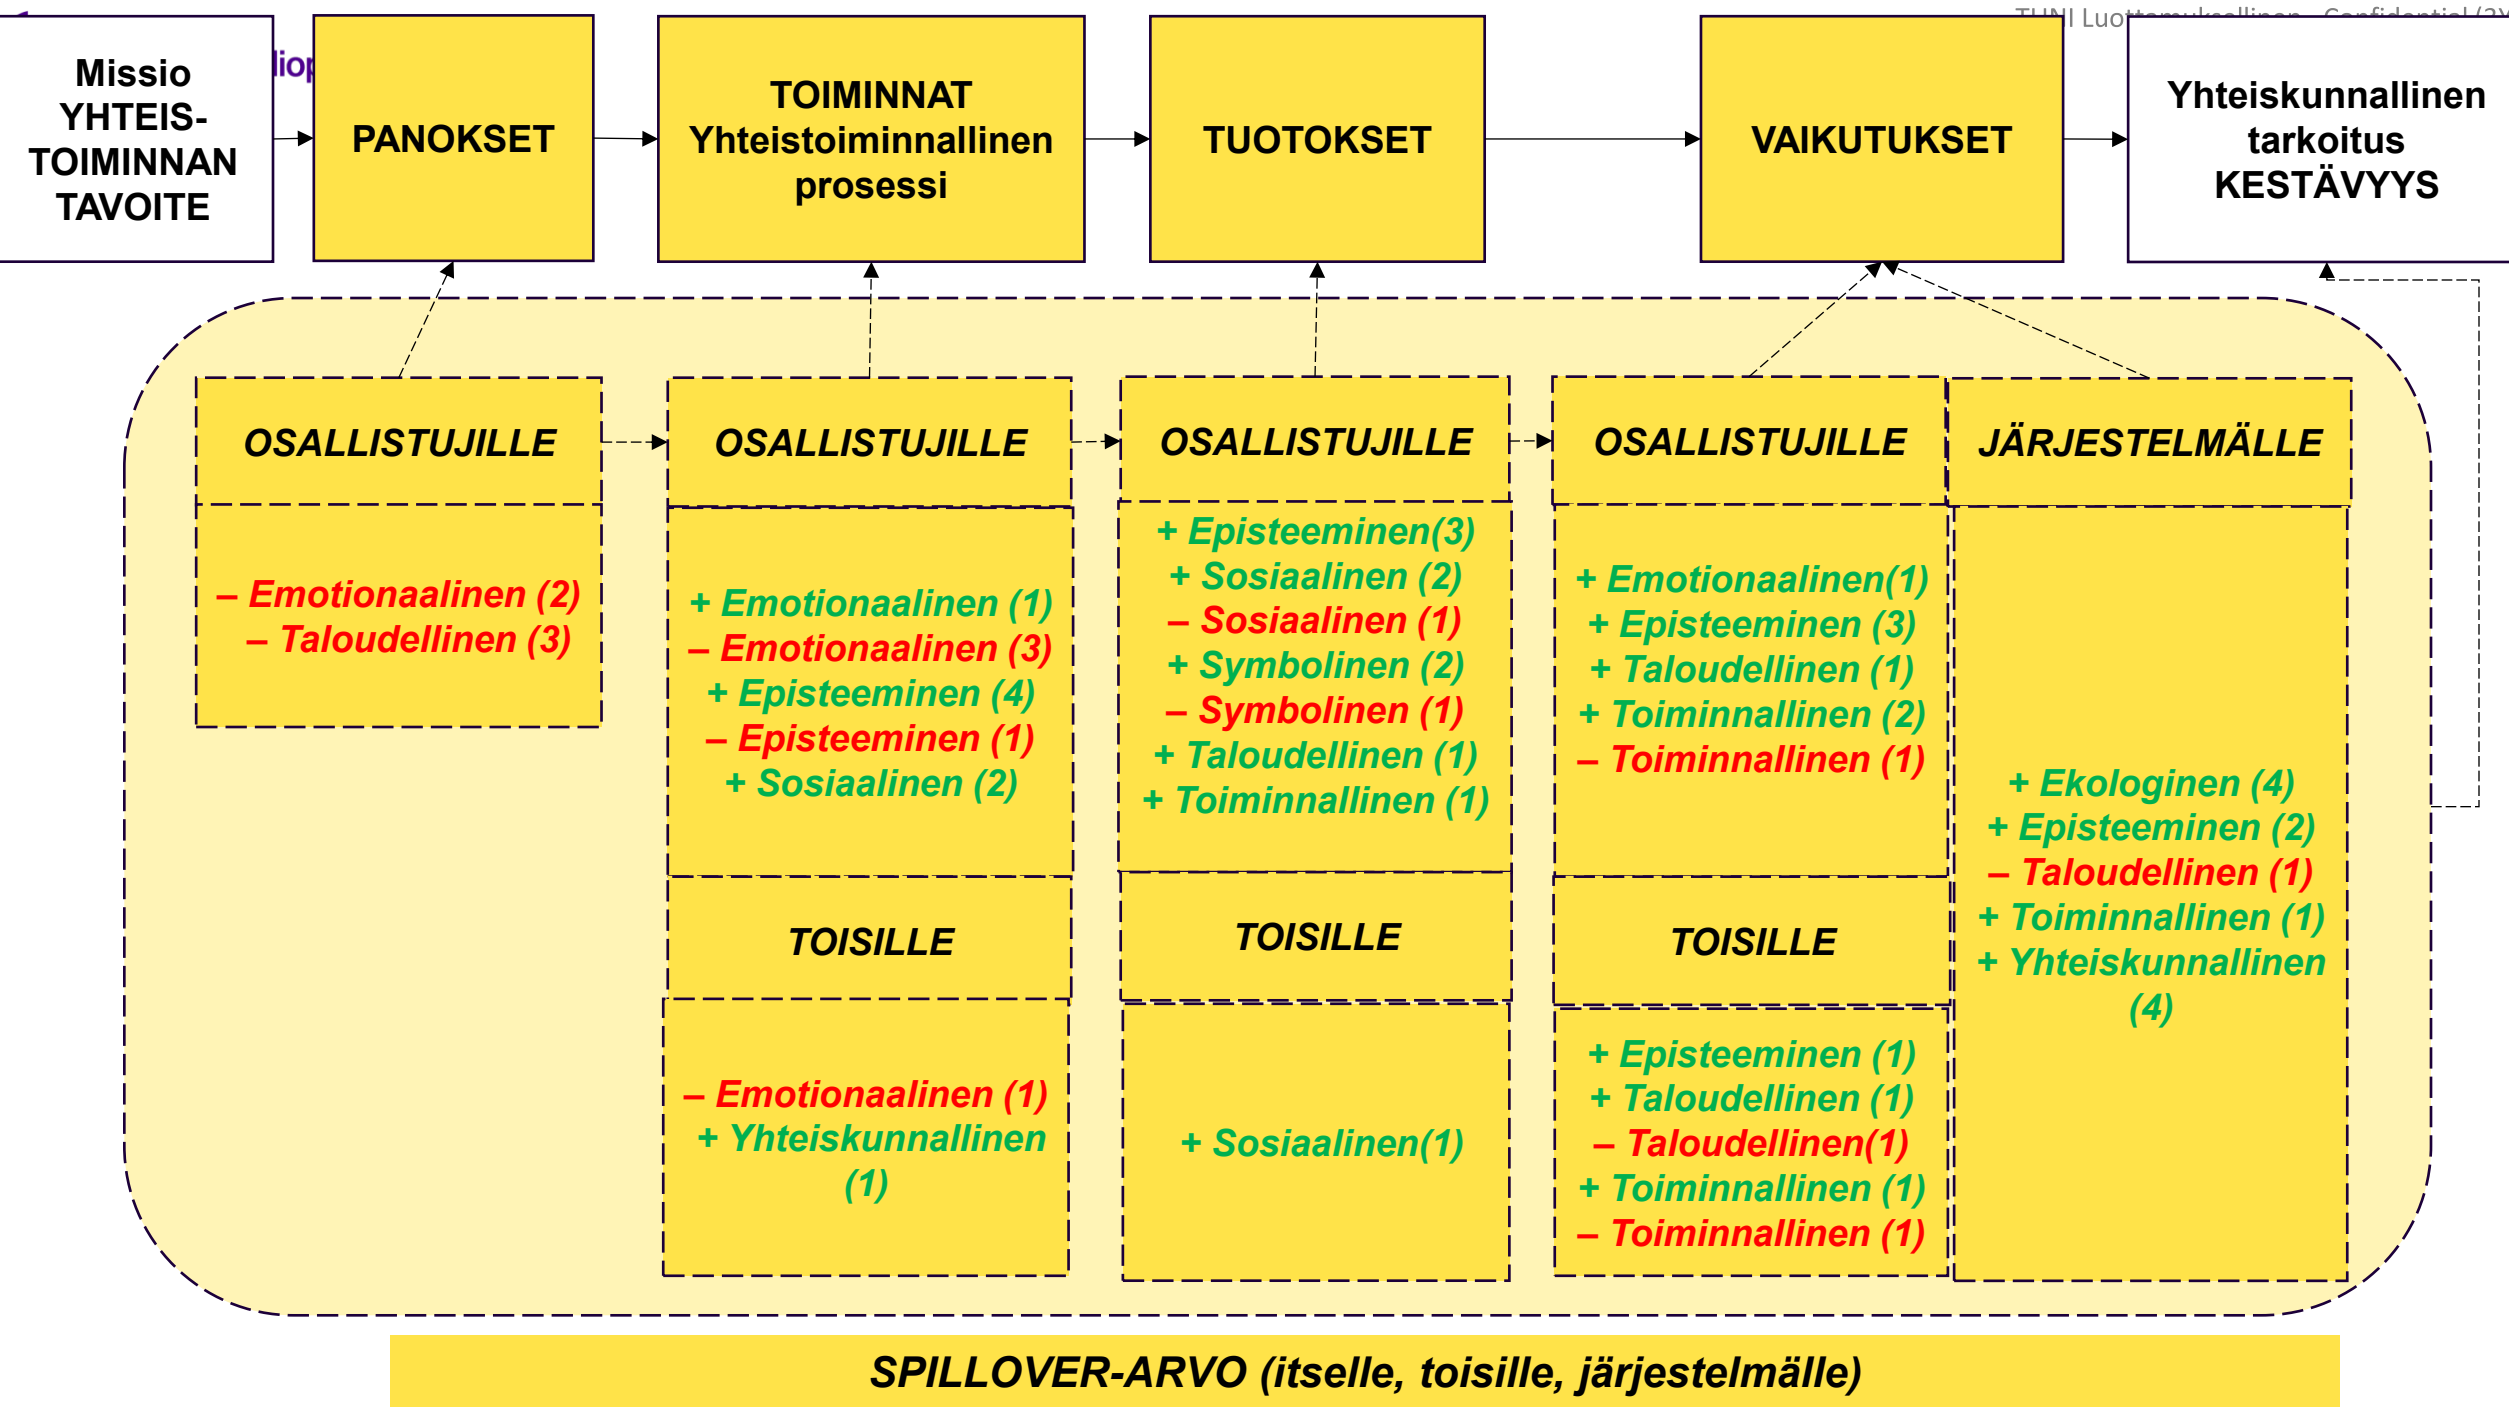 Missio
YHTEIS-
TOIMINNAN
TAVOITE
PANOKSET
TOIMINNAT
Yhteistoiminnallinen
prosessi
TUOTOKSET
VAIKUTUKSET
Yhteiskunnallinen
tarkoitus
KESTÄVYYS
OSALLISTUJILLE
– Emotionaalinen (2)
– Taloudellinen (3)
OSALLISTUJILLE
+ Emotionaalinen (1)
– Emotionaalinen (3)
+ Episteeminen (4)
– Episteeminen (1)
+ Sosiaalinen (2)
TOISILLE
– Emotionaalinen (1)
+ Yhteiskunnallinen
(1)
OSALLISTUJILLE
+ Episteeminen(3)
+ Sosiaalinen (2)
– Sosiaalinen (1)
+ Symbolinen (2)
– Symbolinen (1)
+ Taloudellinen (1)
+ Toiminnallinen (1)
TOISILLE
+ Sosiaalinen(1)
OSALLISTUJILLE
+ Emotionaalinen(1)
+ Episteeminen (3)
+ Taloudellinen (1)
+ Toiminnallinen (2)
– Toiminnallinen (1)
TOISILLE
+ Episteeminen (1)
+ Taloudellinen (1)
– Taloudellinen(1)
+ Toiminnallinen (1)
– Toiminnallinen (1)
JÄRJESTELMÄLLE
+ Ekologinen (4)
+ Episteeminen (2)
– Taloudellinen (1)
+ Toiminnallinen (1)
+ Yhteiskunnallinen
(4)
SPILLOVER-ARVO (itselle, toisille, järjestelmälle)